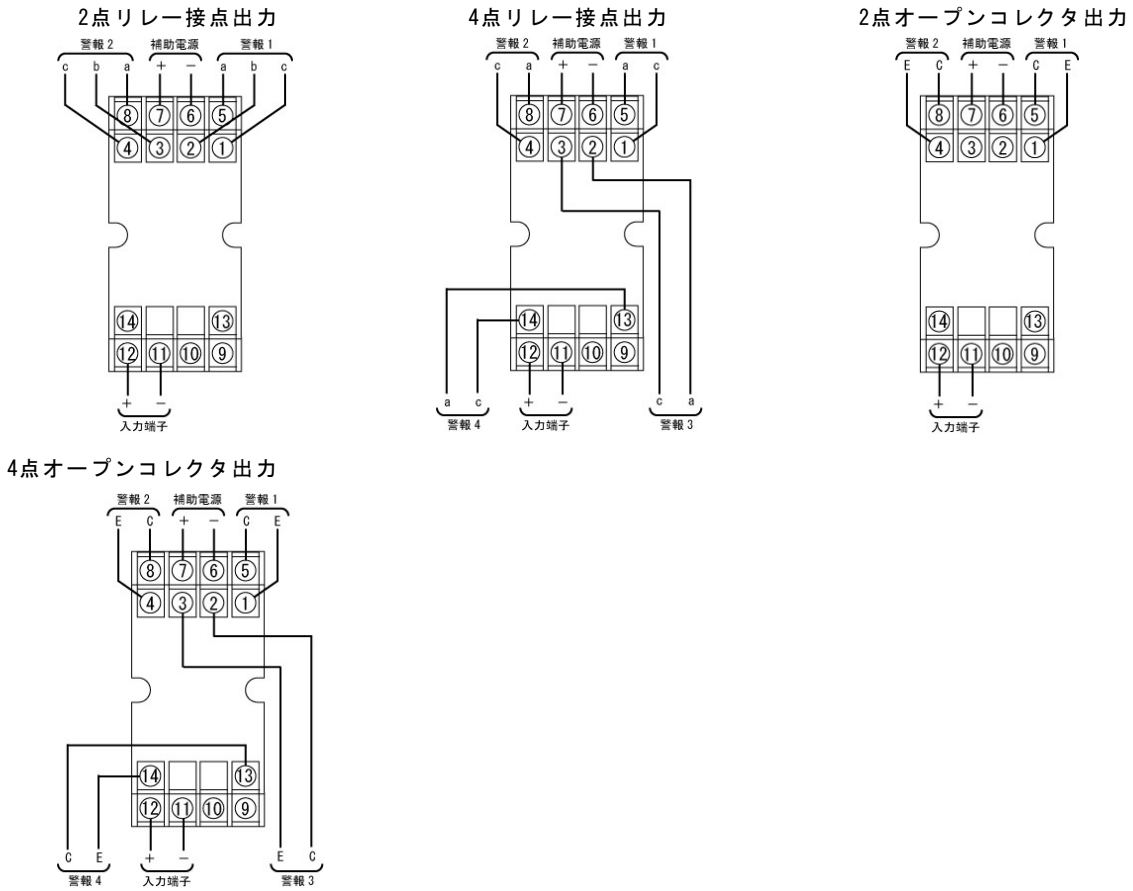 2点リレー接点出力
警報2 補助電源 警報1
c b a + − a b c
⑧ ⑦ ⑥ ⑤
④ ③ ② ①
⑭ ⑬
⑫ ⑪ ⑩ ⑨
+ −
入力端子
4点リレー接点出力
警報2 補助電源 警報1
c a + − a c
⑧ ⑦ ⑥ ⑤
④ ③ ② ①
⑭ ⑬
⑫ ⑪ ⑩ ⑨
a c + − c a
警報4 入力端子 警報3
2点オープンコレクタ出力
警報2 補助電源 警報1
E C + − C E
⑧ ⑦ ⑥ ⑤
④ ③ ② ①
⑭ ⑬
⑫ ⑪ ⑩ ⑨
+ −
入力端子
4点オープンコレクタ出力
警報2 補助電源 警報1
E C + − C E
⑧ ⑦ ⑥ ⑤
④ ③ ② ①
⑭ ⑬
⑫ ⑪ ⑩ ⑨
C E + − E C
警報4 入力端子 警報3